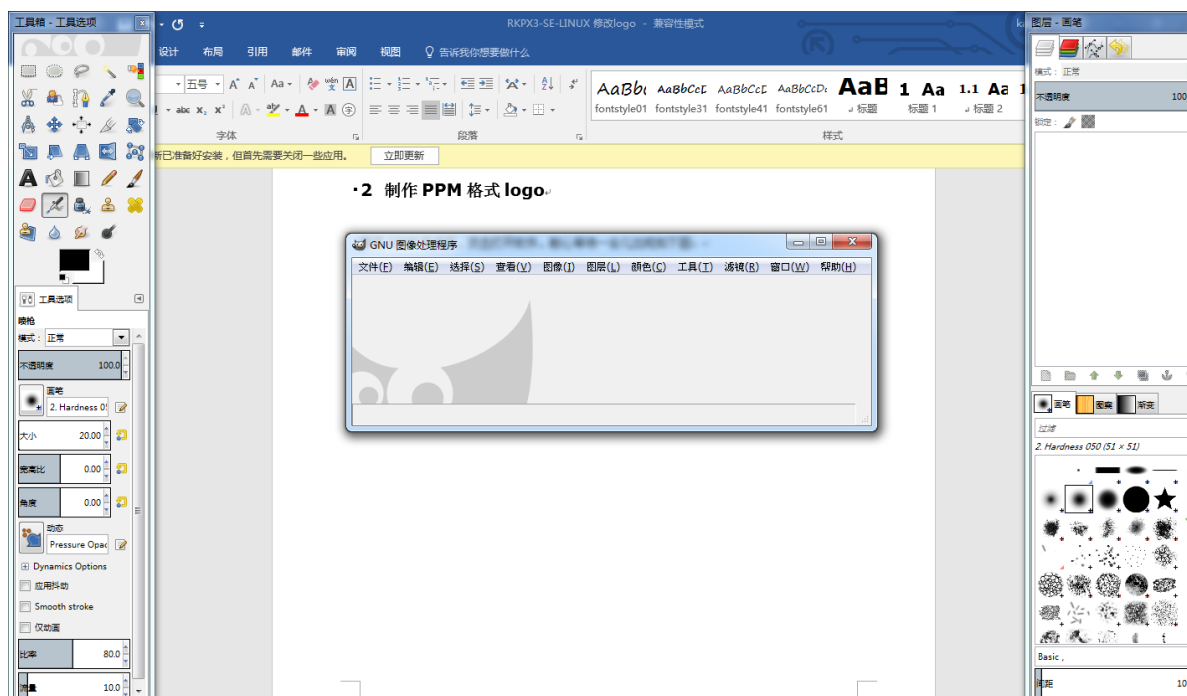 工具箱 - 工具选项
RKPX3-SE-LINUX 修改logo - 兼容性模式
图层 - 画笔
设计 布局 引用 邮件 审阅 视图 告诉我你想要做什么
模式： 正常
五号 Aa
不透明度 100
锁定：
AaBb AaBbCcD AaBbCcD AaBbCcDc AaB 1 Aa 1.1 Aa 1
fontstyle01 fontstyle31 fontstyle41 fontstyle61 标题 标题 1 标题 2
字体 段落 样式
新已准备好安装，但首先需要关闭一些应用。 立即更新
·2 制作 PPM 格式 logo
GNU 图像处理程序
文件(F) 编辑(E) 选择(S) 查看(V) 图像(I) 图层(L) 颜色(C) 工具(T) 滤镜(R) 窗口(W) 帮助(H)
工具选项
喷枪
模式： 正常
不透明度 100.0
画笔
2. Hardness 0
大小 20.00
宽高比 0.00
角度 0.00
动态
Pressure Opac
Dynamics Options
应用抖动
Smooth stroke
仅动画
比率 80.0
流量 10.0
画笔 图案 渐变
过滤
2. Hardness 050 (51 × 51)
Basic ,
间距 10